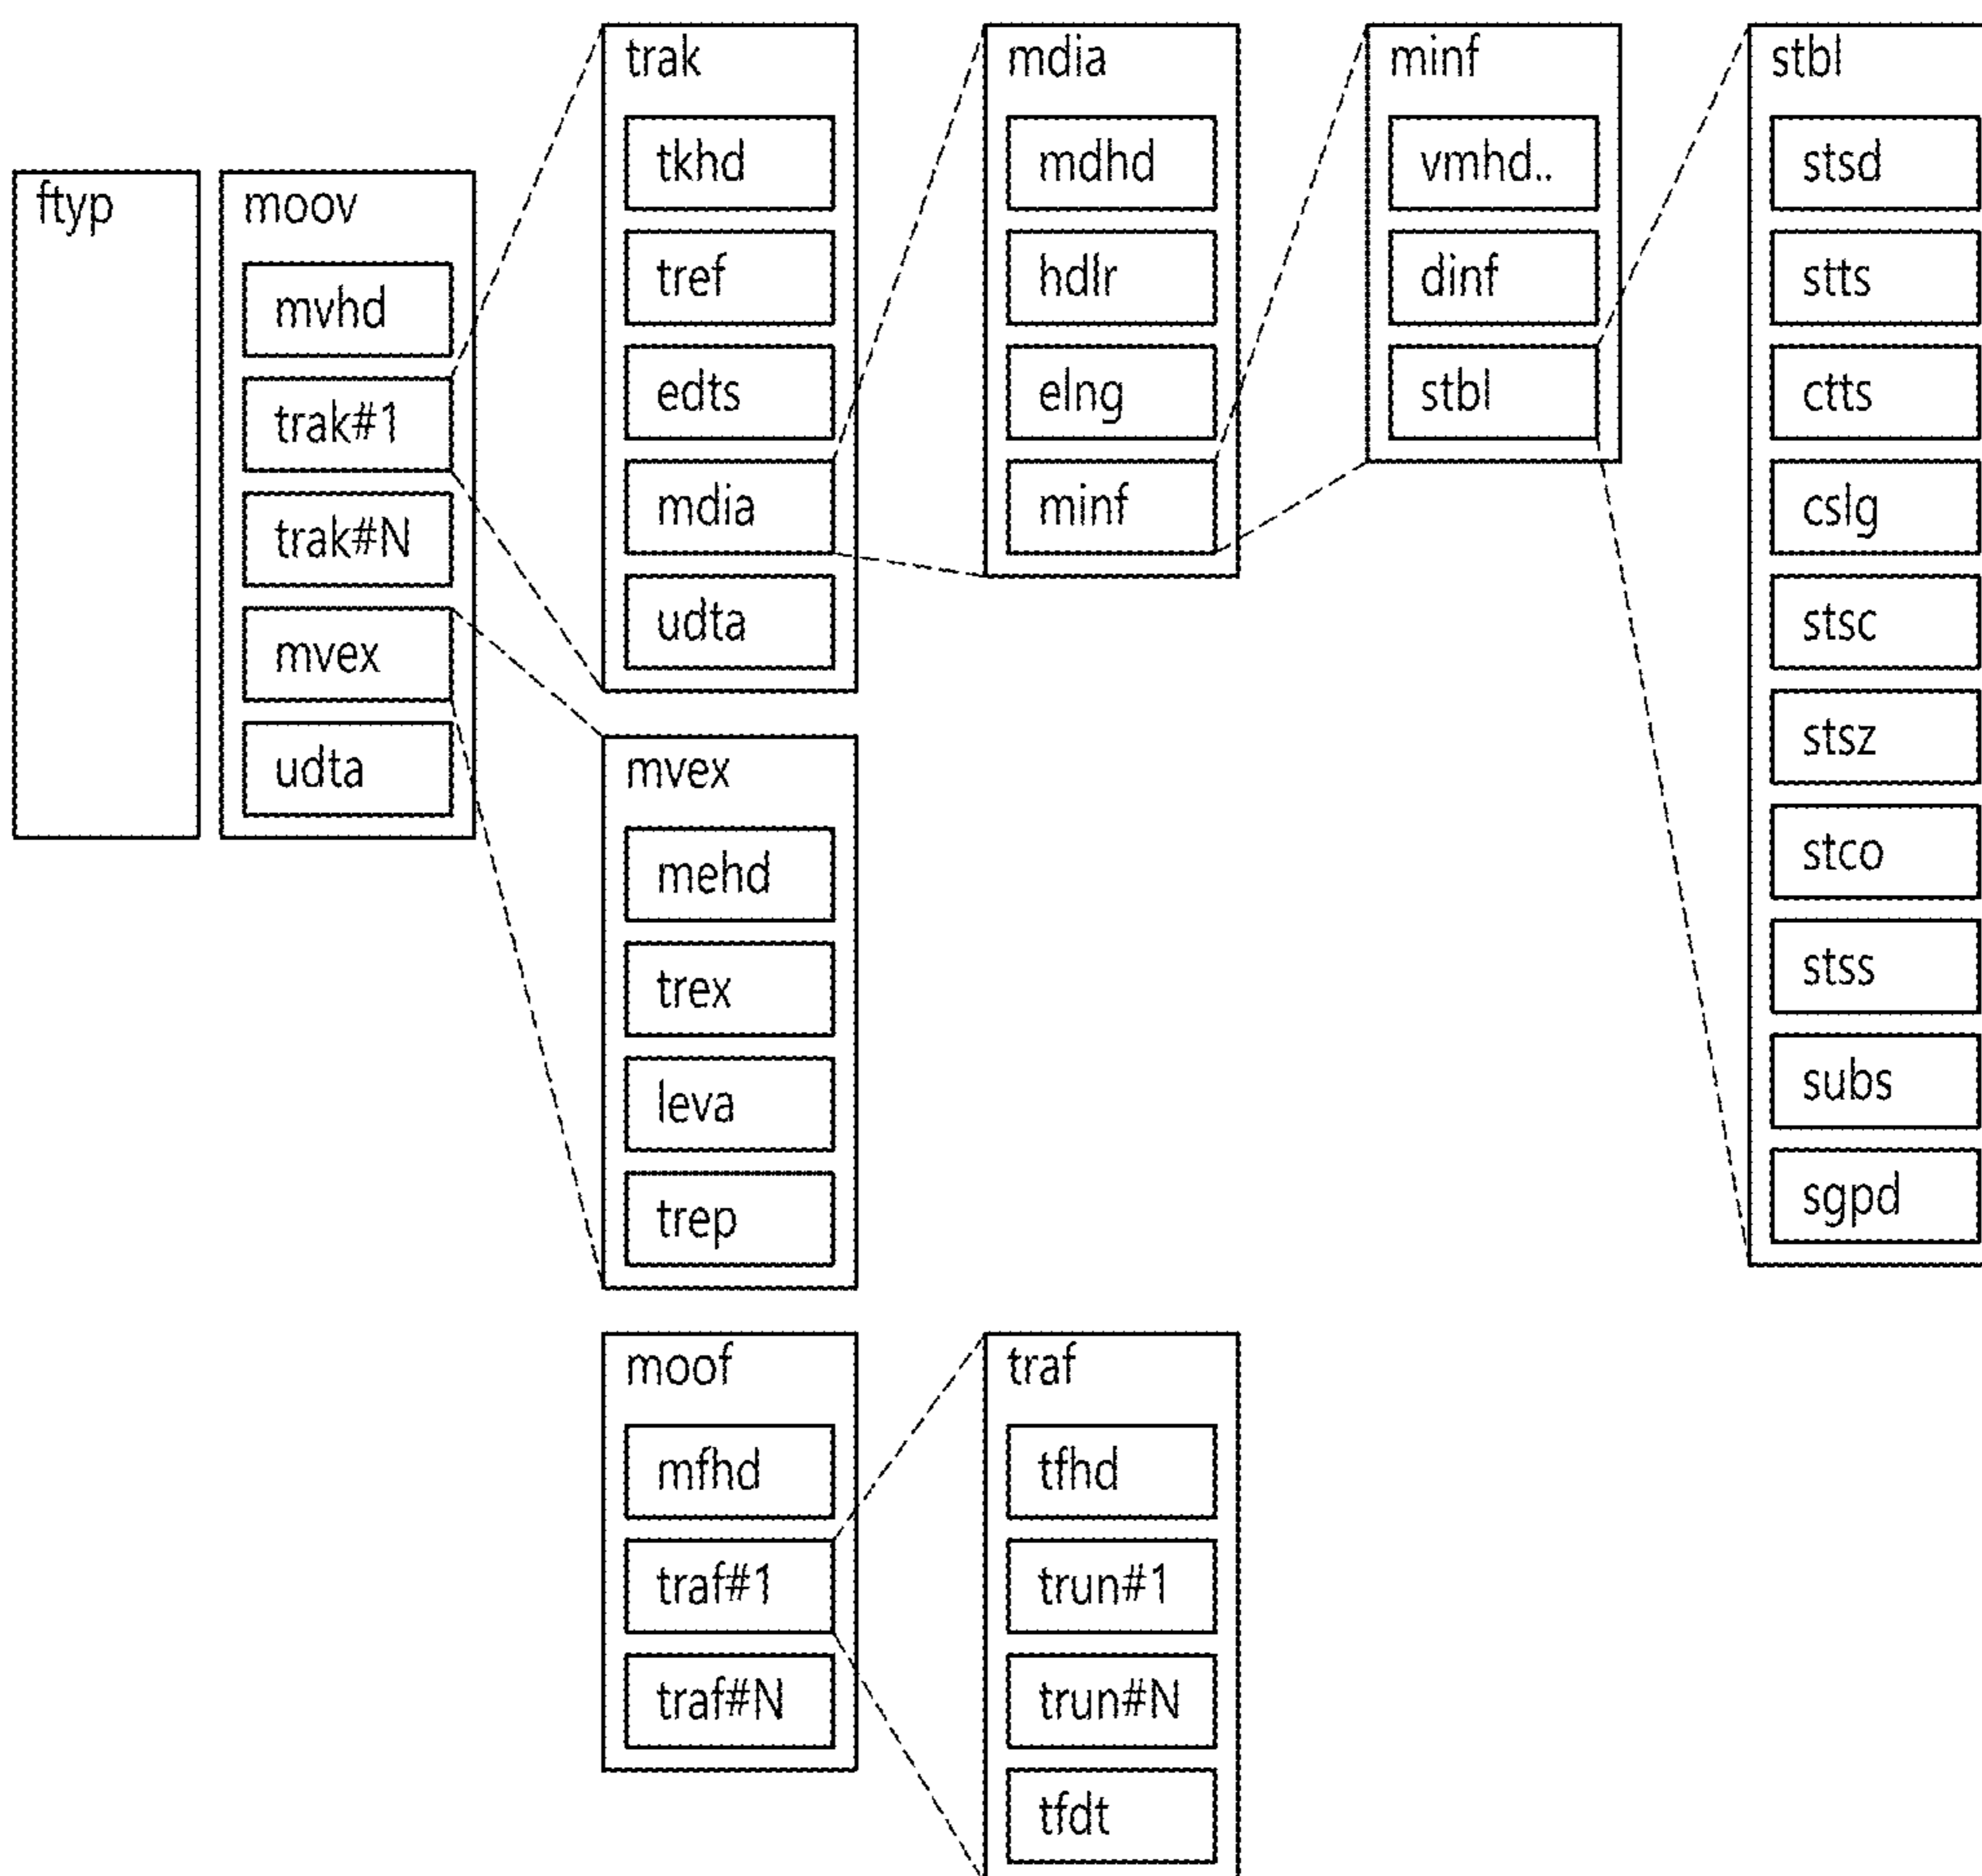 ftyp
moov
mvhd
trak#1
trak#N
mvex
udta
trak
tkhd
tref
edts
mdia
udta
mvex
mehd
trex
leva
trep
moof
mfhd
traf#1
traf#N
mdia
mdhd
hdlr
elng
minf
traf
tfhd
trun#1
trun#N
tfdt
minf
vmhd..
dinf
stbl
stbl
stsd
stts
ctts
cslg
stsc
stsz
stco
stss
subs
sgpd